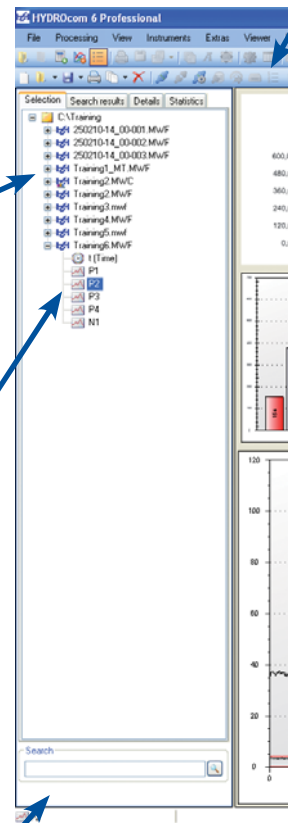 HYDROcom 6 Professional
File Processing View Instruments Extras Viewer
Selection Search results Details Statistics
C:\Training
250210-14_00-001.MWF
250210-14_00-002.MWF
250210-14_00-003.MWF
Training1_MT.MWF
Training2.MWC
Training2.MWF
Training3.mwf
Training4.MWF
Training5.mwf
Training6.MWF
t (Time)
P1
P2
P3
P4
N1
600,
480,
360,
240,
120,
0,
120
100
80
60
40
20
0
0
Search